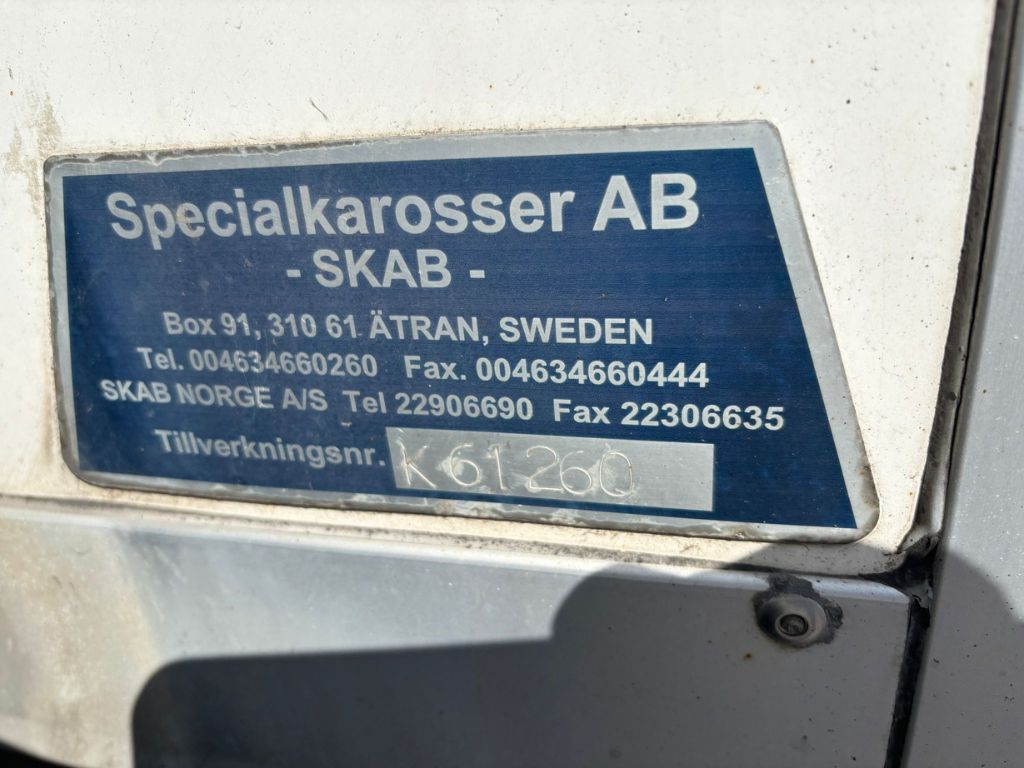 Specialkarosser AB
- SKAB -
Box 91, 310 61 ÄTRAN, SWEDEN
Tel. 004634660260 Fax. 004634660444
SKAB NORGE A/S Tel 22906690 Fax 22306635
Tillverkningsnr. K61260